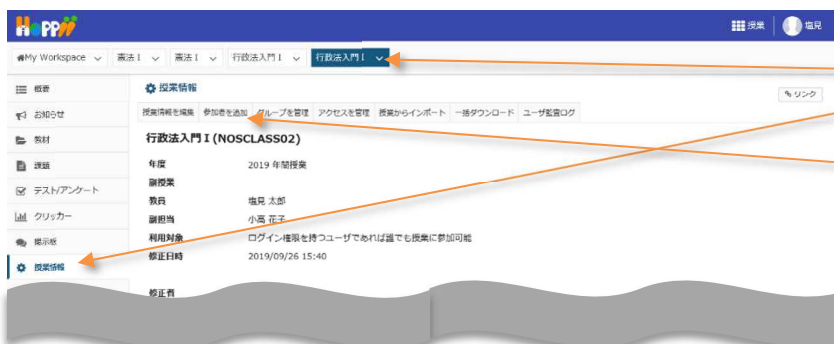 Hoppii
授業 塩見
My Workspace 憲法Ⅰ 憲法Ⅰ 行政法入門Ⅰ 行政法入門Ⅰ
概要
お知らせ
教材
課題
テスト/アンケート
クリッカー
掲示板
授業情報
授業情報
リンク
授業情報を編集 参加者を追加 グループを管理 アクセスを管理 授業からインポート 一括ダウンロード ユーザ監査ログ
行政法入門Ⅰ(NOSCLASS02)
年度 2019 年間授業
副授業
教員 塩見 太郎
副担当 小髙 花子
利用対象 ログイン権限を持つユーザであれば誰でも授業に参加可能
修正日時 2019/09/26 15:40
修正者